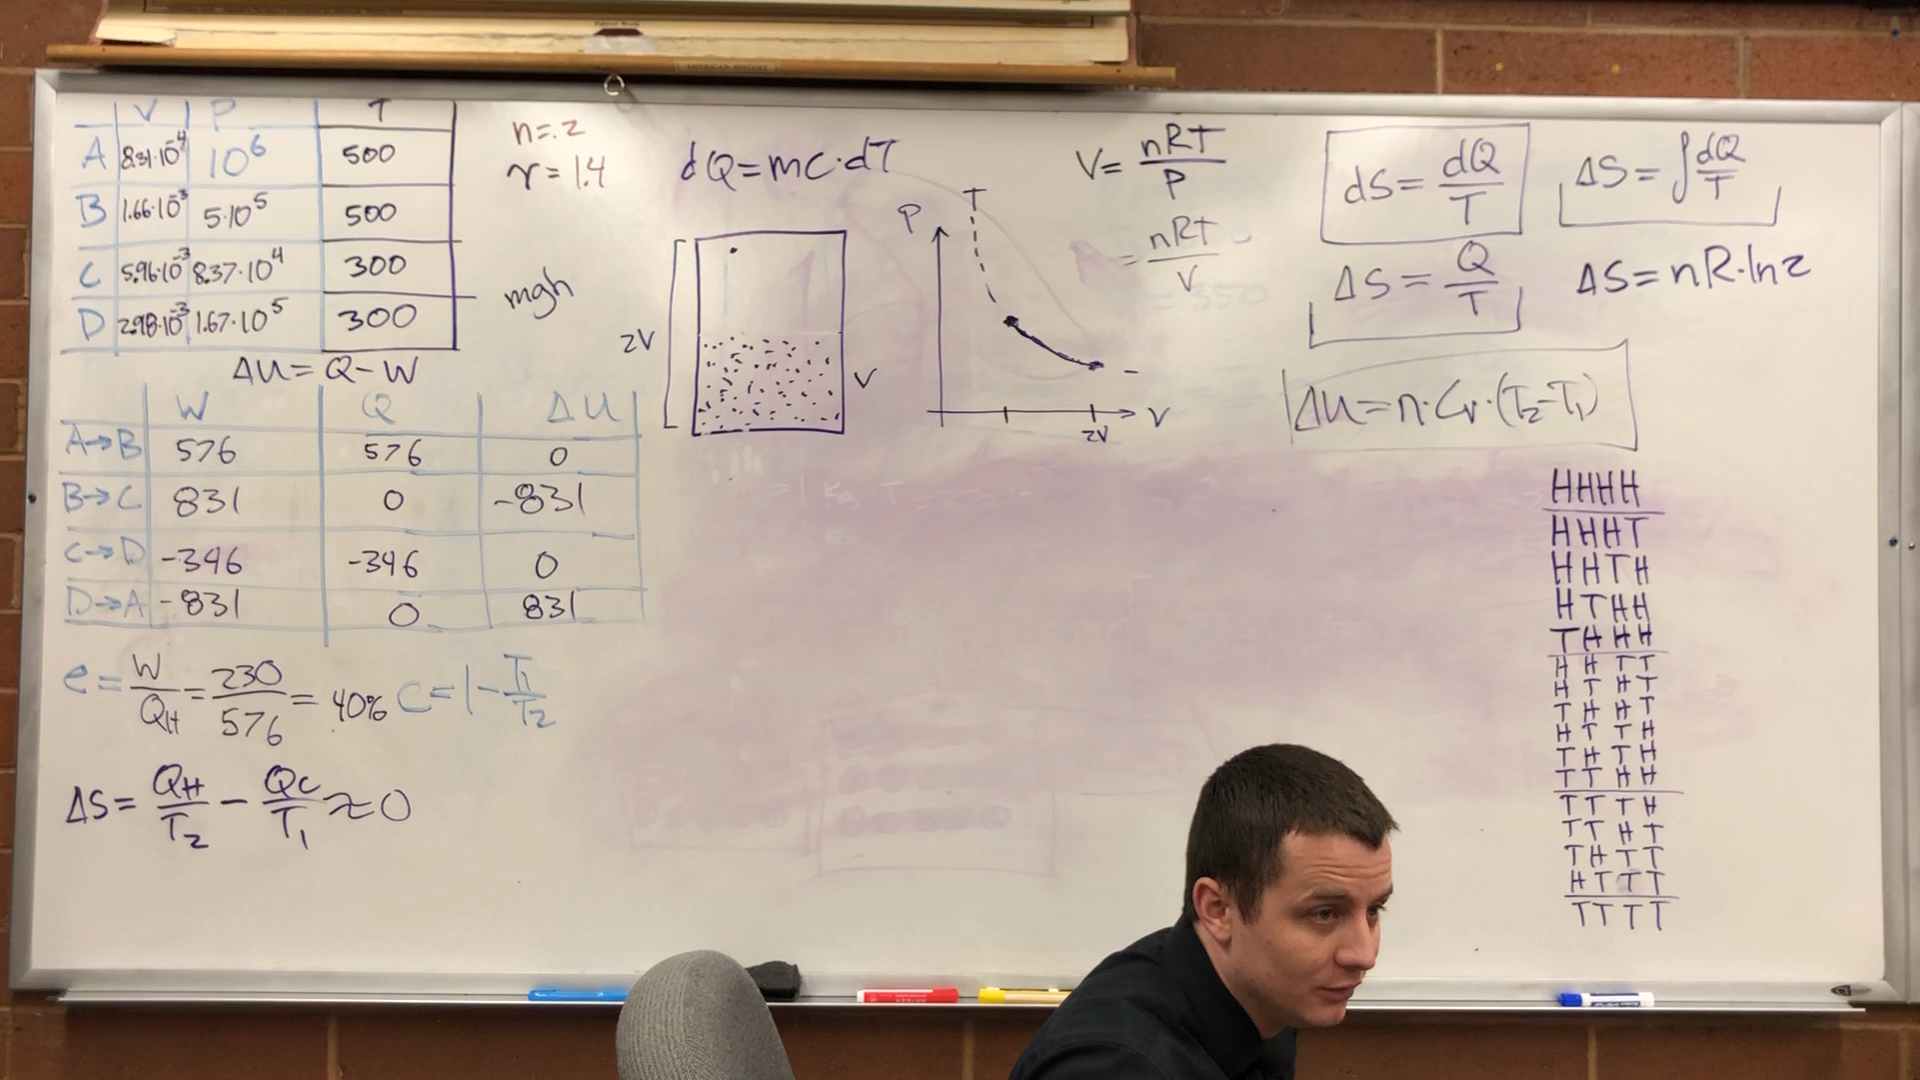 AMERICAN HISTORY
V P T
A 8.31·10⁻⁴ 10⁶ 500
B 1.66·10⁻³ 5·10⁵ 500
C 5.96·10⁻³ 8.37·10⁴ 300
D 2.98·10⁻³ 1.67·10⁵ 300
n=.2
γ=1.4
mgh
ΔU=Q-W
W Q ΔU
A→B 576 576 0
B→C 831 0 -831
C→D -346 -346 0
D→A -831 0 831
e=W/QH=230/576=40% C=1-T1/T2
ΔS=QH/T2-QC/T1≈0
dQ=mC·dT
2V
V
P
T
V
2V
V=nRT/P
=nRT/V
dS=dQ/T
ΔS=∫dQ/T
ΔS=Q/T
ΔS=nR·ln2
ΔU=n·Cv·(T2-T1)
HHHH
HHHT
HHTH
HTHH
THHH
HHTT
HTHT
THHT
HTTH
THTH
TTHH
TTTH
TTHT
THTT
HTTT
TTTT